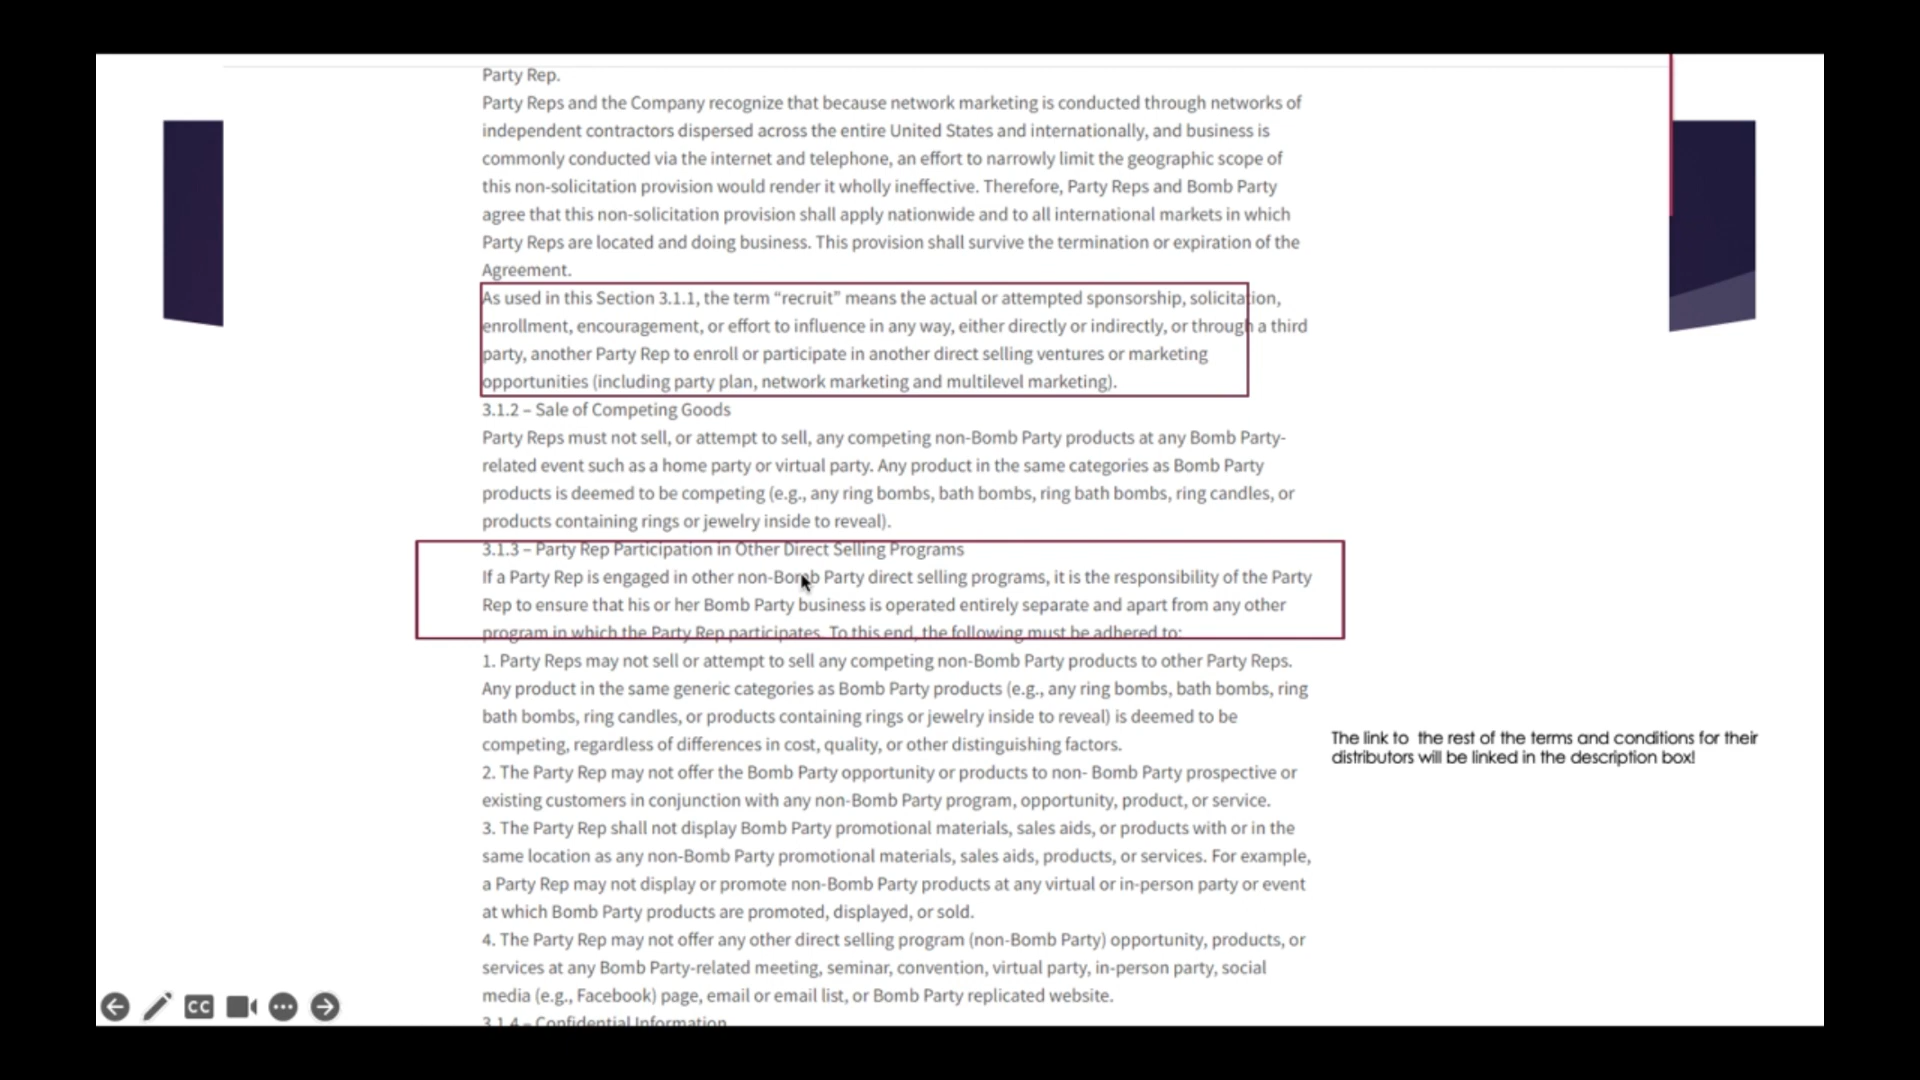 Party Rep.
Party Reps and the Company recognize that because network marketing is conducted through networks of
independent contractors dispersed across the entire United States and internationally, and business is
commonly conducted via the internet and telephone, an effort to narrowly limit the geographic scope of
this non-solicitation provision would render it wholly ineffective. Therefore, Party Reps and Bomb Party
agree that this non-solicitation provision shall apply nationwide and to all international markets in which
Party Reps are located and doing business. This provision shall survive the termination or expiration of the
Agreement.
As used in this Section 3.1.1, the term “recruit” means the actual or attempted sponsorship, solicitation,
enrollment, encouragement, or effort to influence in any way, either directly or indirectly, or through a third
party, another Party Rep to enroll or participate in another direct selling ventures or marketing
opportunities (including party plan, network marketing and multilevel marketing).
3.1.2 – Sale of Competing Goods
Party Reps must not sell, or attempt to sell, any competing non-Bomb Party products at any Bomb Party-
related event such as a home party or virtual party. Any product in the same categories as Bomb Party
products is deemed to be competing (e.g., any ring bombs, bath bombs, ring bath bombs, ring candles, or
products containing rings or jewelry inside to reveal).
3.1.3 – Party Rep Participation in Other Direct Selling Programs
If a Party Rep is engaged in other non-Bomb Party direct selling programs, it is the responsibility of the Party
Rep to ensure that his or her Bomb Party business is operated entirely separate and apart from any other
program in which the Party Rep participates. To this end, the following must be adhered to:
1. Party Reps may not sell or attempt to sell any competing non-Bomb Party products to other Party Reps.
Any product in the same generic categories as Bomb Party products (e.g., any ring bombs, bath bombs, ring
bath bombs, ring candles, or products containing rings or jewelry inside to reveal) is deemed to be
competing, regardless of differences in cost, quality, or other distinguishing factors.
2. The Party Rep may not offer the Bomb Party opportunity or products to non- Bomb Party prospective or
existing customers in conjunction with any non-Bomb Party program, opportunity, product, or service.
3. The Party Rep shall not display Bomb Party promotional materials, sales aids, or products with or in the
same location as any non-Bomb Party promotional materials, sales aids, products, or services. For example,
a Party Rep may not display or promote non-Bomb Party products at any virtual or in-person party or event
at which Bomb Party products are promoted, displayed, or sold.
4. The Party Rep may not offer any other direct selling program (non-Bomb Party) opportunity, products, or
services at any Bomb Party-related meeting, seminar, convention, virtual party, in-person party, social
media (e.g., Facebook) page, email or email list, or Bomb Party replicated website.
3.1.4 – Confidential Information
The link to the rest of the terms and conditions for their
distributors will be linked in the description box!
CC